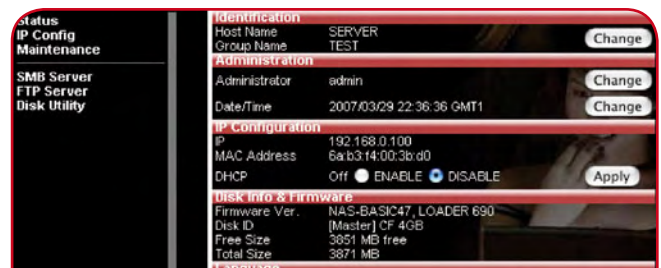 Status
IP Config
Maintenance
SMB Server
FTP Server
Disk Utility
Identification
Host Name SERVER
Group Name TEST
Change
Administration
Administrator admin
Change
Date/Time 2007/03/29 22:36:36 GMT1
Change
IP Configuration
IP 192.168.0.100
MAC Address 6a:b3:f4:00:3b:d0
DHCP Off ENABLE DISABLE
Apply
Disk Info & Firmware
Firmware Ver. NAS-BASIC47, LOADER 690
Disk ID [Master] CF 4GB
Free Size 3851 MB free
Total Size 3871 MB
Language